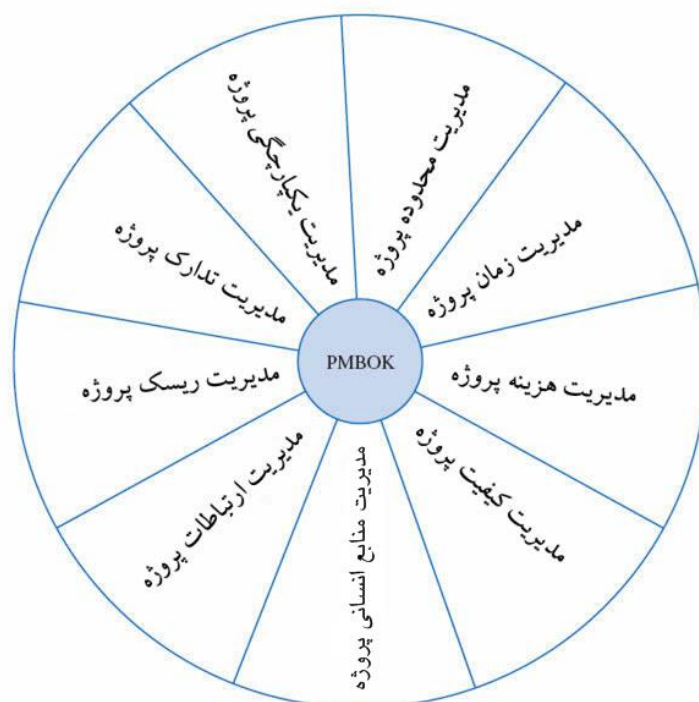 مدیریت یکپارچگی پروژه
مدیریت محدوده پروژه
مدیریت زمان پروژه
مدیریت هزینه پروژه
مدیریت کیفیت پروژه
مدیریت منابع انسانی پروژه
مدیریت ارتباطات پروژه
مدیریت ریسک پروژه
مدیریت تدارک پروژه
PMBOK